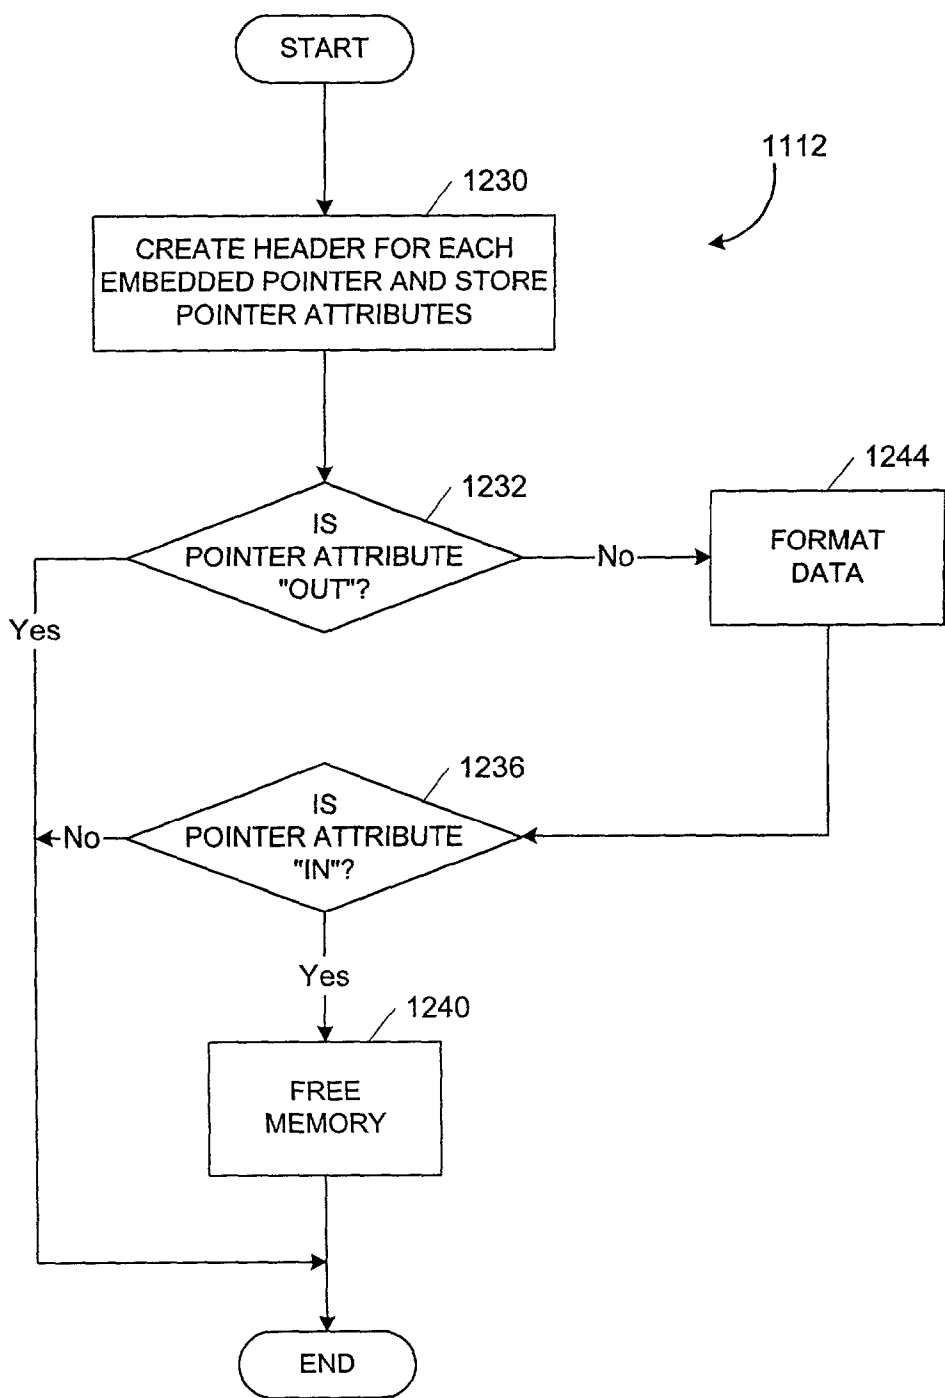 START
1112
1230
CREATE HEADER FOR EACH
EMBEDDED POINTER AND STORE
POINTER ATTRIBUTES
1232
IS
POINTER ATTRIBUTE
"OUT"?
No
1244
FORMAT
DATA
Yes
1236
IS
POINTER ATTRIBUTE
"IN"?
No
Yes
1240
FREE
MEMORY
END